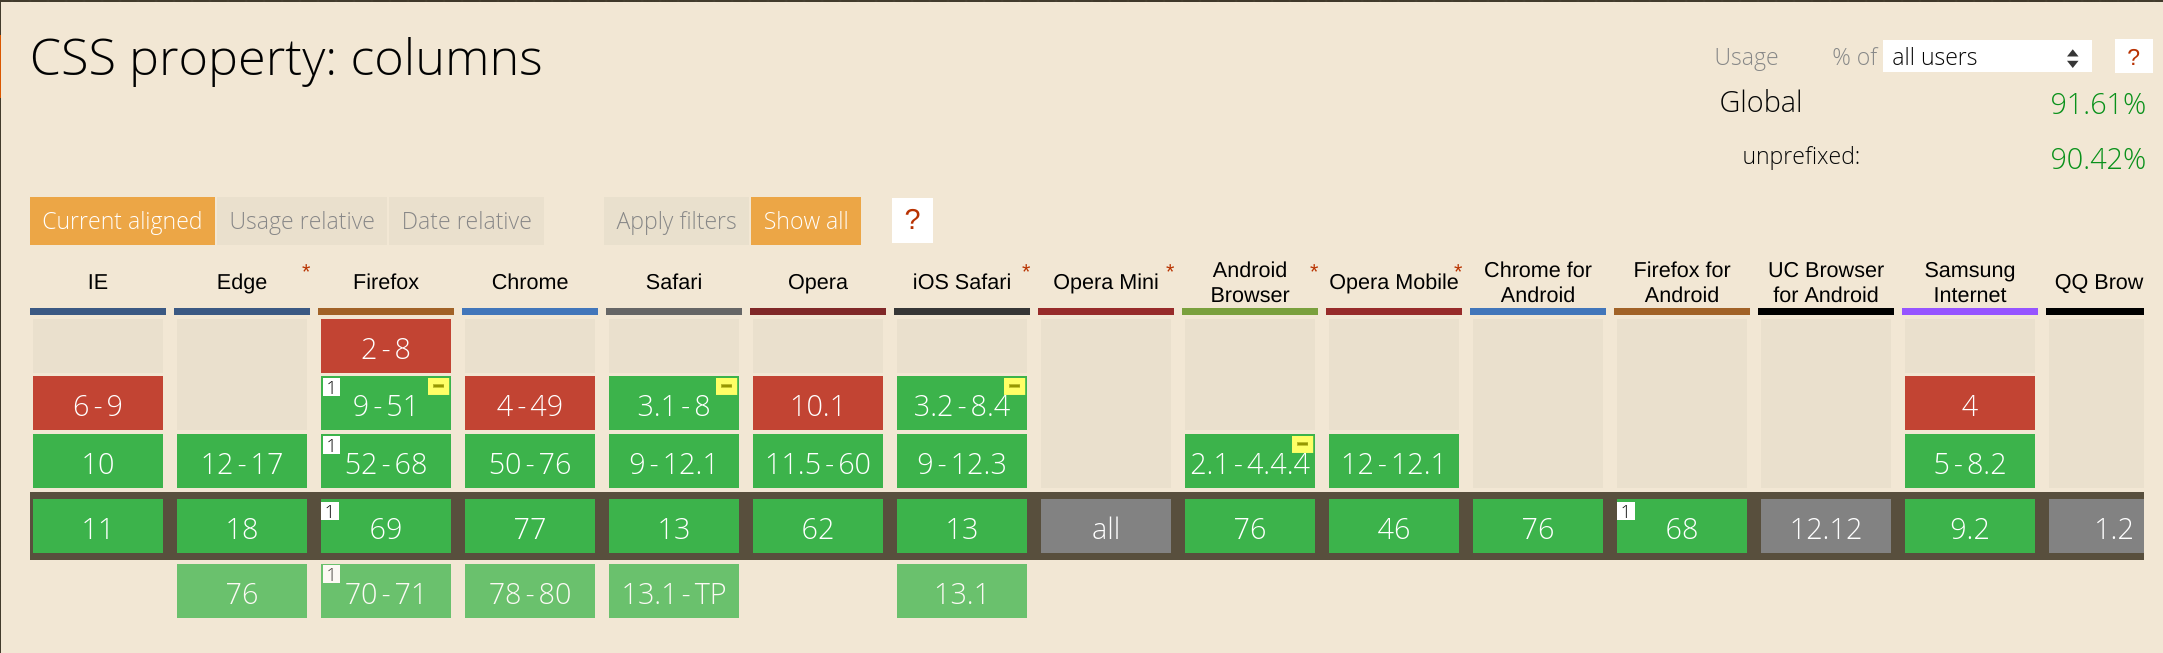 CSS property: columns
Usage % of all users ?
Global 91.61%
unprefixed: 90.42%
Current aligned Usage relative Date relative Apply filters Show all ?
IE Edge * Firefox Chrome Safari Opera iOS Safari * Opera Mini * Android Browser * Opera Mobile * Chrome for Android Firefox for Android UC Browser for Android Samsung Internet QQ Brow
2-8
6-9 1 9-51 4-49 3.1-8 10.1 3.2-8.4 4
10 12-17 1 52-68 50-76 9-12.1 11.5-60 9-12.3 2.1-4.4.4 12-12.1 5-8.2
11 18 1 69 77 13 62 13 all 76 46 76 1 68 12.12 9.2 1.2
76 1 70-71 78-80 13.1-TP 13.1